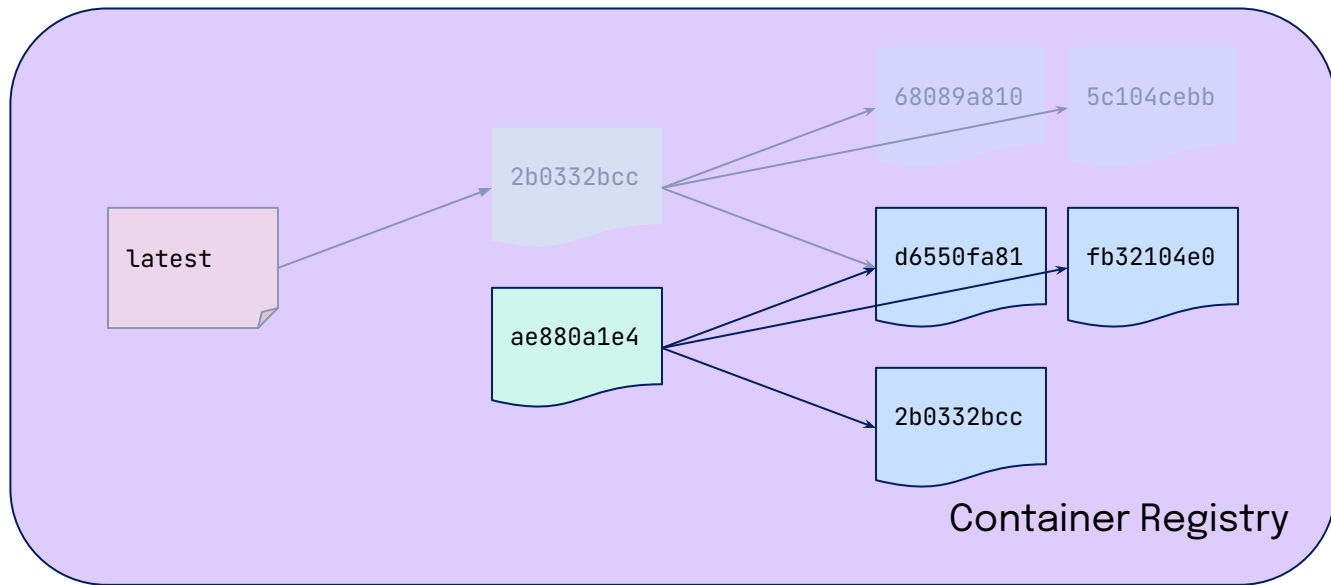 68089a810
5c104cebb
2b0332bcc
latest
d6550fa81
fb32104e0
ae880a1e4
2b0332bcc
Container Registry